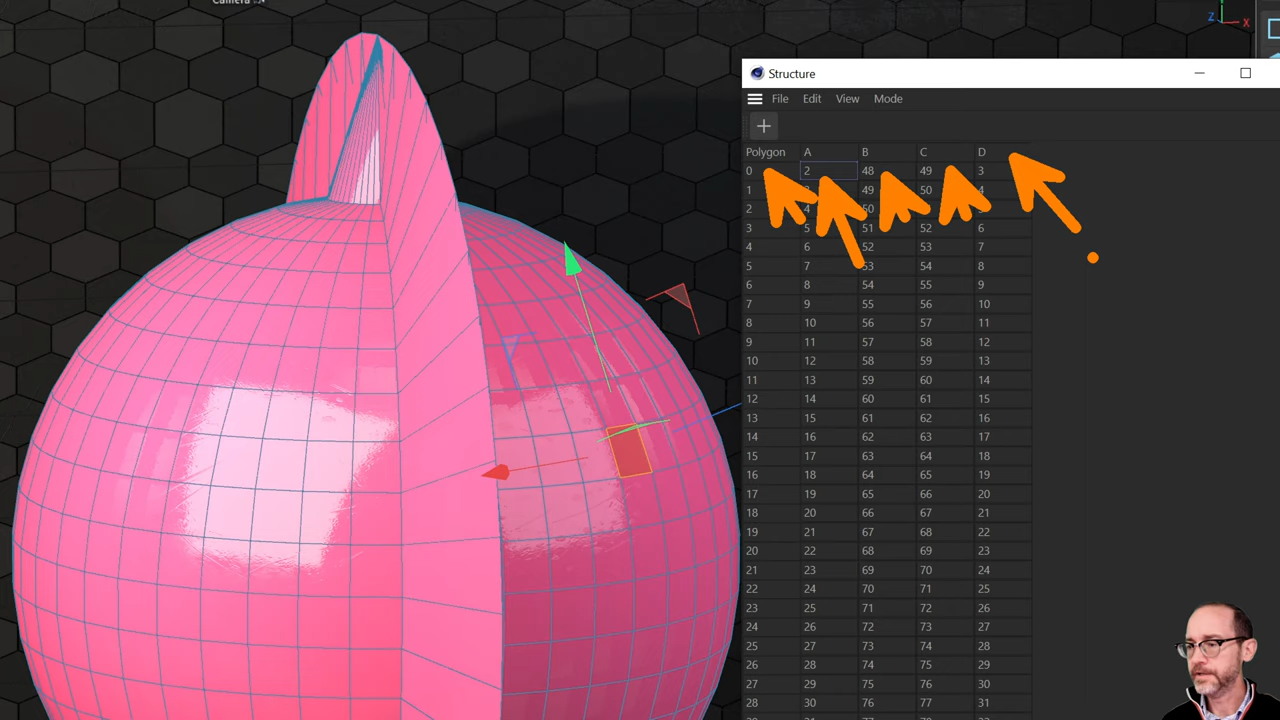 Camera
Z X
Structure
File Edit View Mode
Polygon A B C D
0 2 48 49 3
1 49 50 4
2 4 50
3 5 51 52 6
4 6 52 53 7
5 7 53 54 8
6 8 54 55 9
7 9 55 56 10
8 10 56 57 11
9 11 57 58 12
10 12 58 59 13
11 13 59 60 14
12 14 60 61 15
13 15 61 62 16
14 16 62 63 17
15 17 63 64 18
16 18 64 65 19
17 19 65 66 20
18 20 66 67 21
19 21 67 68 22
20 22 68 69 23
21 23 69 70 24
22 24 70 71 25
23 25 71 72 26
24 26 72 73 27
25 27 73 74 28
26 28 74 75 29
27 29 75 76 30
28 30 76 77 31
Y